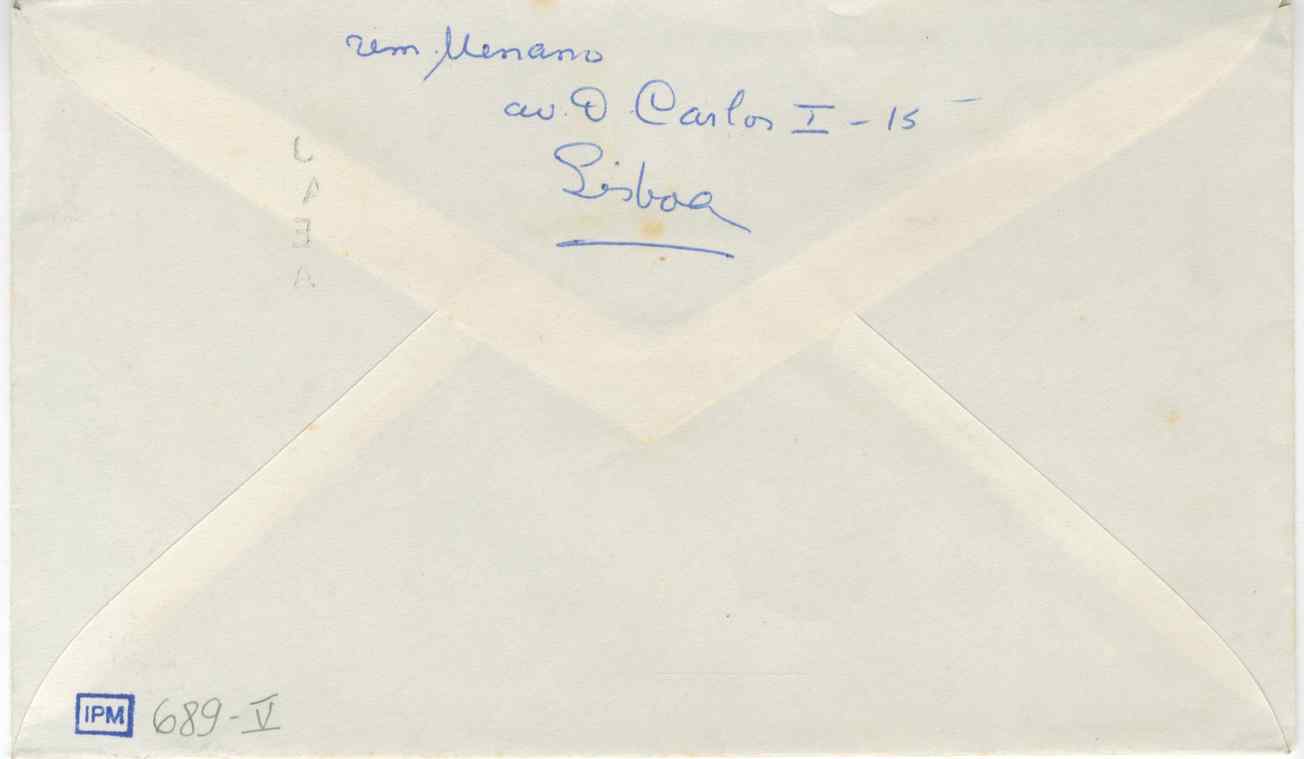 rem. Menano
av. D. Carlos I - 15
Lisboa
IPM 689-V